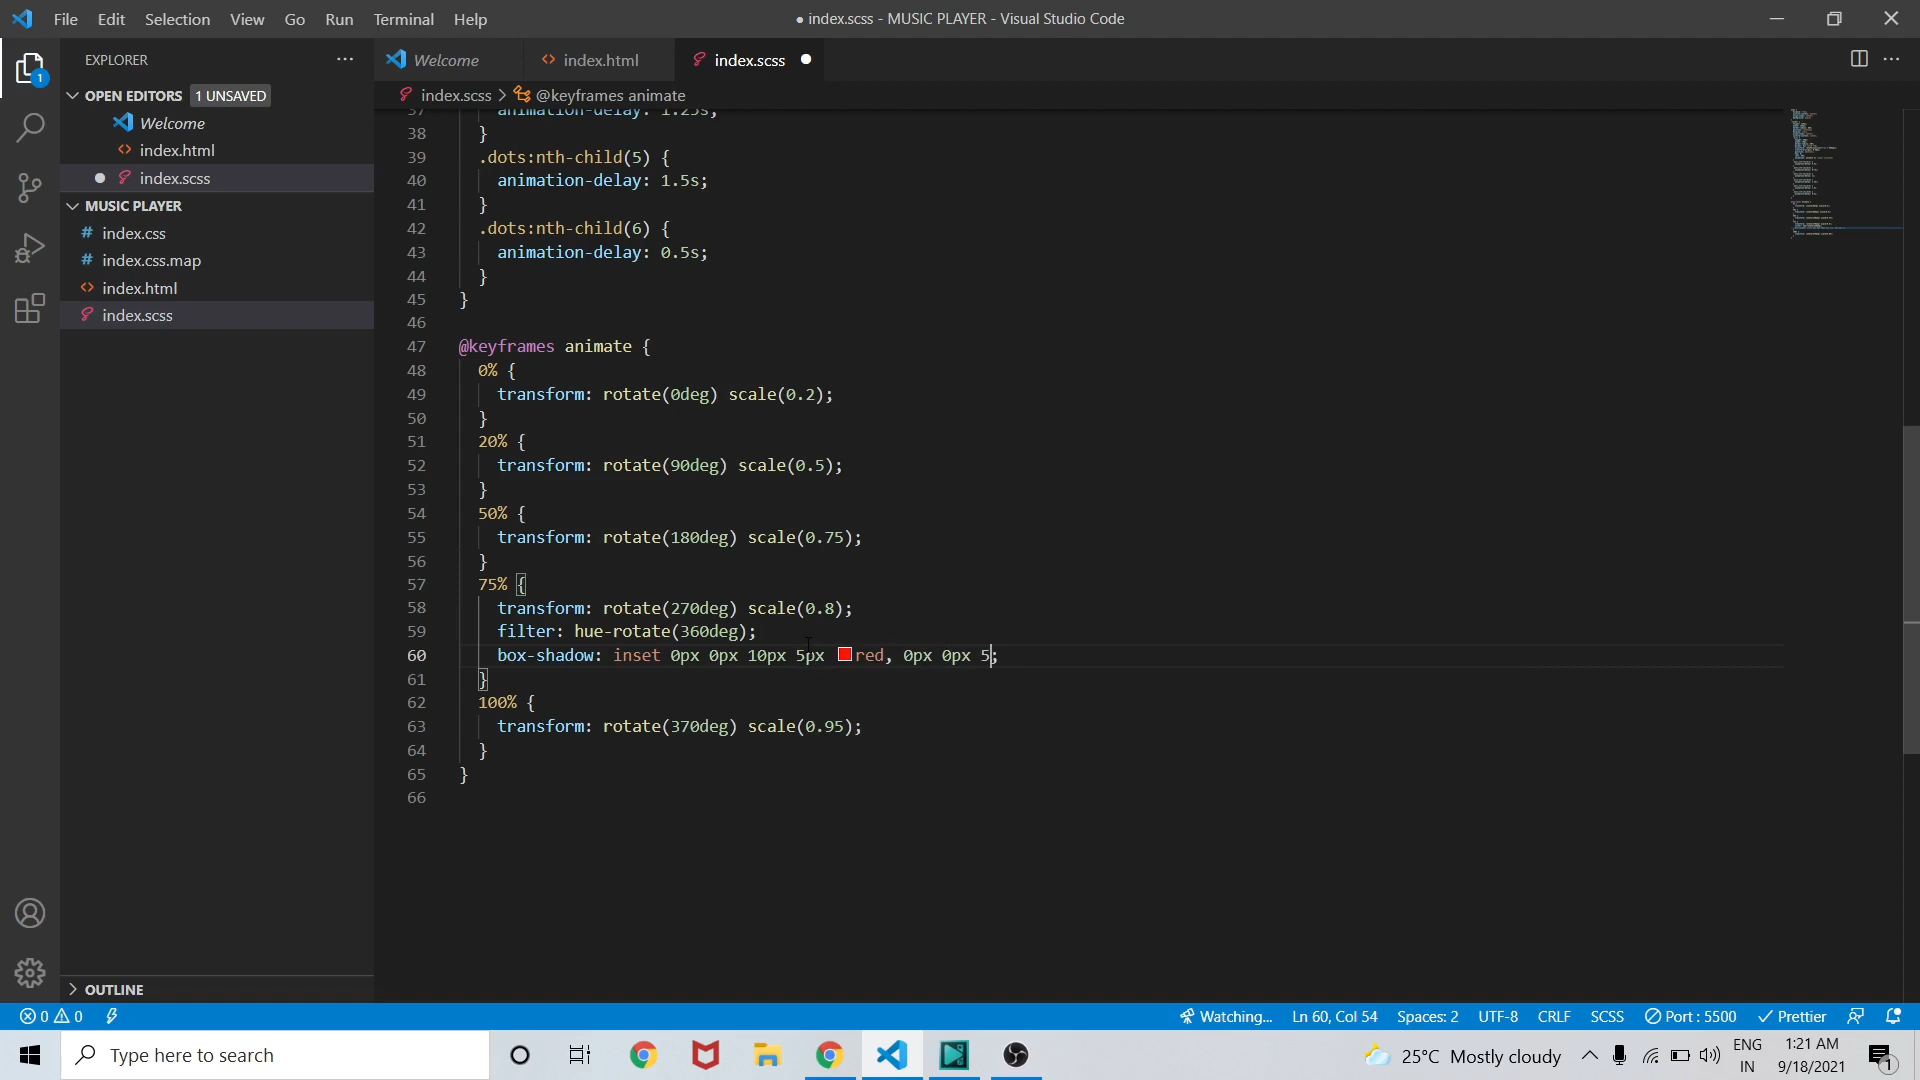 File Edit Selection View Go Run Terminal Help
● index.scss - MUSIC PLAYER - Visual Studio Code
EXPLORER
OPEN EDITORS 1 UNSAVED
Welcome
index.html
index.scss
MUSIC PLAYER
index.css
index.css.map
index.html
index.scss
OUTLINE
Welcome index.html index.scss
index.scss > @keyframes animate
37 animation-delay: 1.25s;
38 }
39 .dots:nth-child(5) {
40 animation-delay: 1.5s;
41 }
42 .dots:nth-child(6) {
43 animation-delay: 0.5s;
44 }
45 }
46
47 @keyframes animate {
48 0% {
49 transform: rotate(0deg) scale(0.2);
50 }
51 20% {
52 transform: rotate(90deg) scale(0.5);
53 }
54 50% {
55 transform: rotate(180deg) scale(0.75);
56 }
57 75% {
58 transform: rotate(270deg) scale(0.8);
59 filter: hue-rotate(360deg);
60 box-shadow: inset 0px 0px 10px 5px red, 0px 0px 5;
61 }
62 100% {
63 transform: rotate(370deg) scale(0.95);
64 }
65 }
66
0 0 Watching... Ln 60, Col 54 Spaces: 2 UTF-8 CRLF SCSS Port : 5500 Prettier
Type here to search
25°C Mostly cloudy
ENG
IN
1:21 AM
9/18/2021
1
1